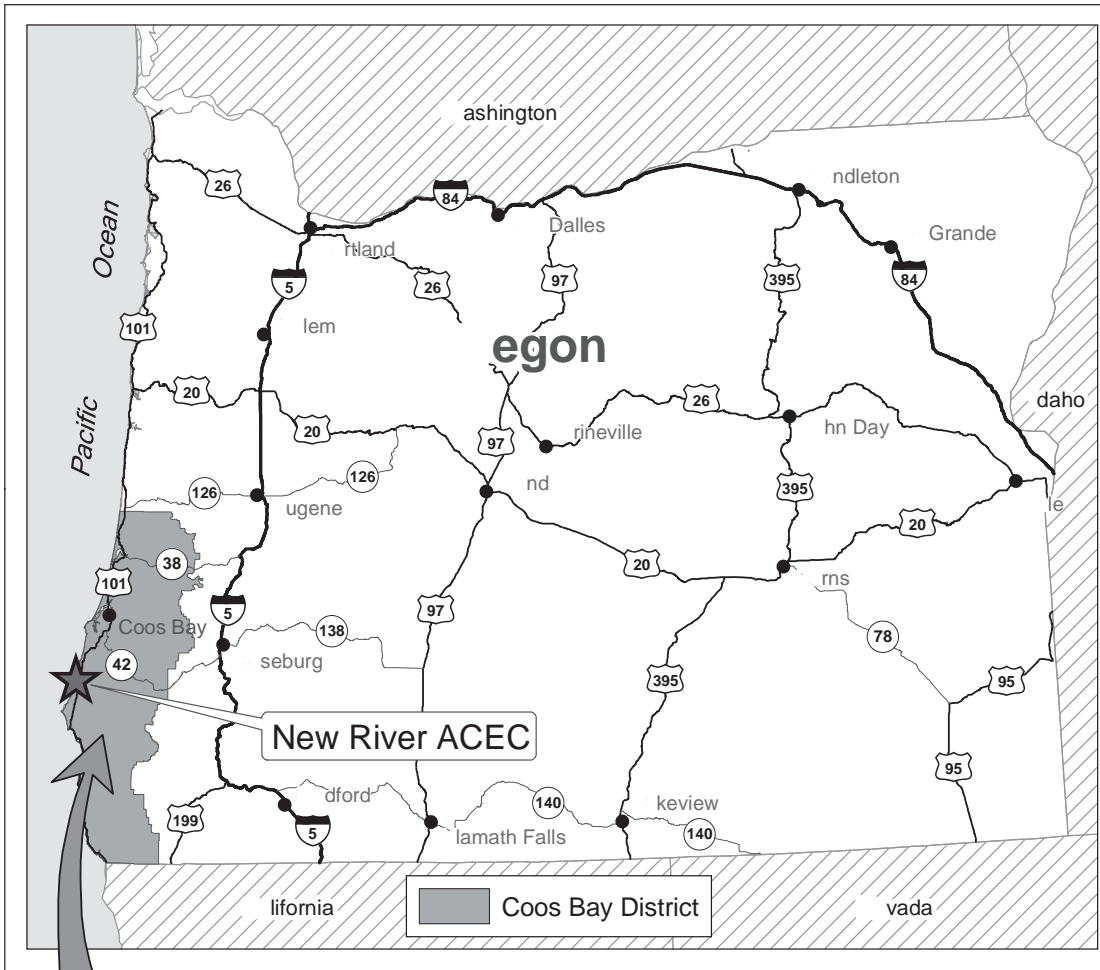 ashington
26
84
ndleton
Dalles
Grande
Ocean
rtland
97
395
84
5
26
101
lem
egon
20
26
daho
20
97
rineville
hn Day
Pacific
126
126
nd
395
le
ugene
20
38
20
101
rns
5
97
Coos Bay
138
78
42
seburg
395
95
New River ACEC
95
dford
140
keview
199
5
lamath Falls
140
Coos Bay District
lifornia
vada